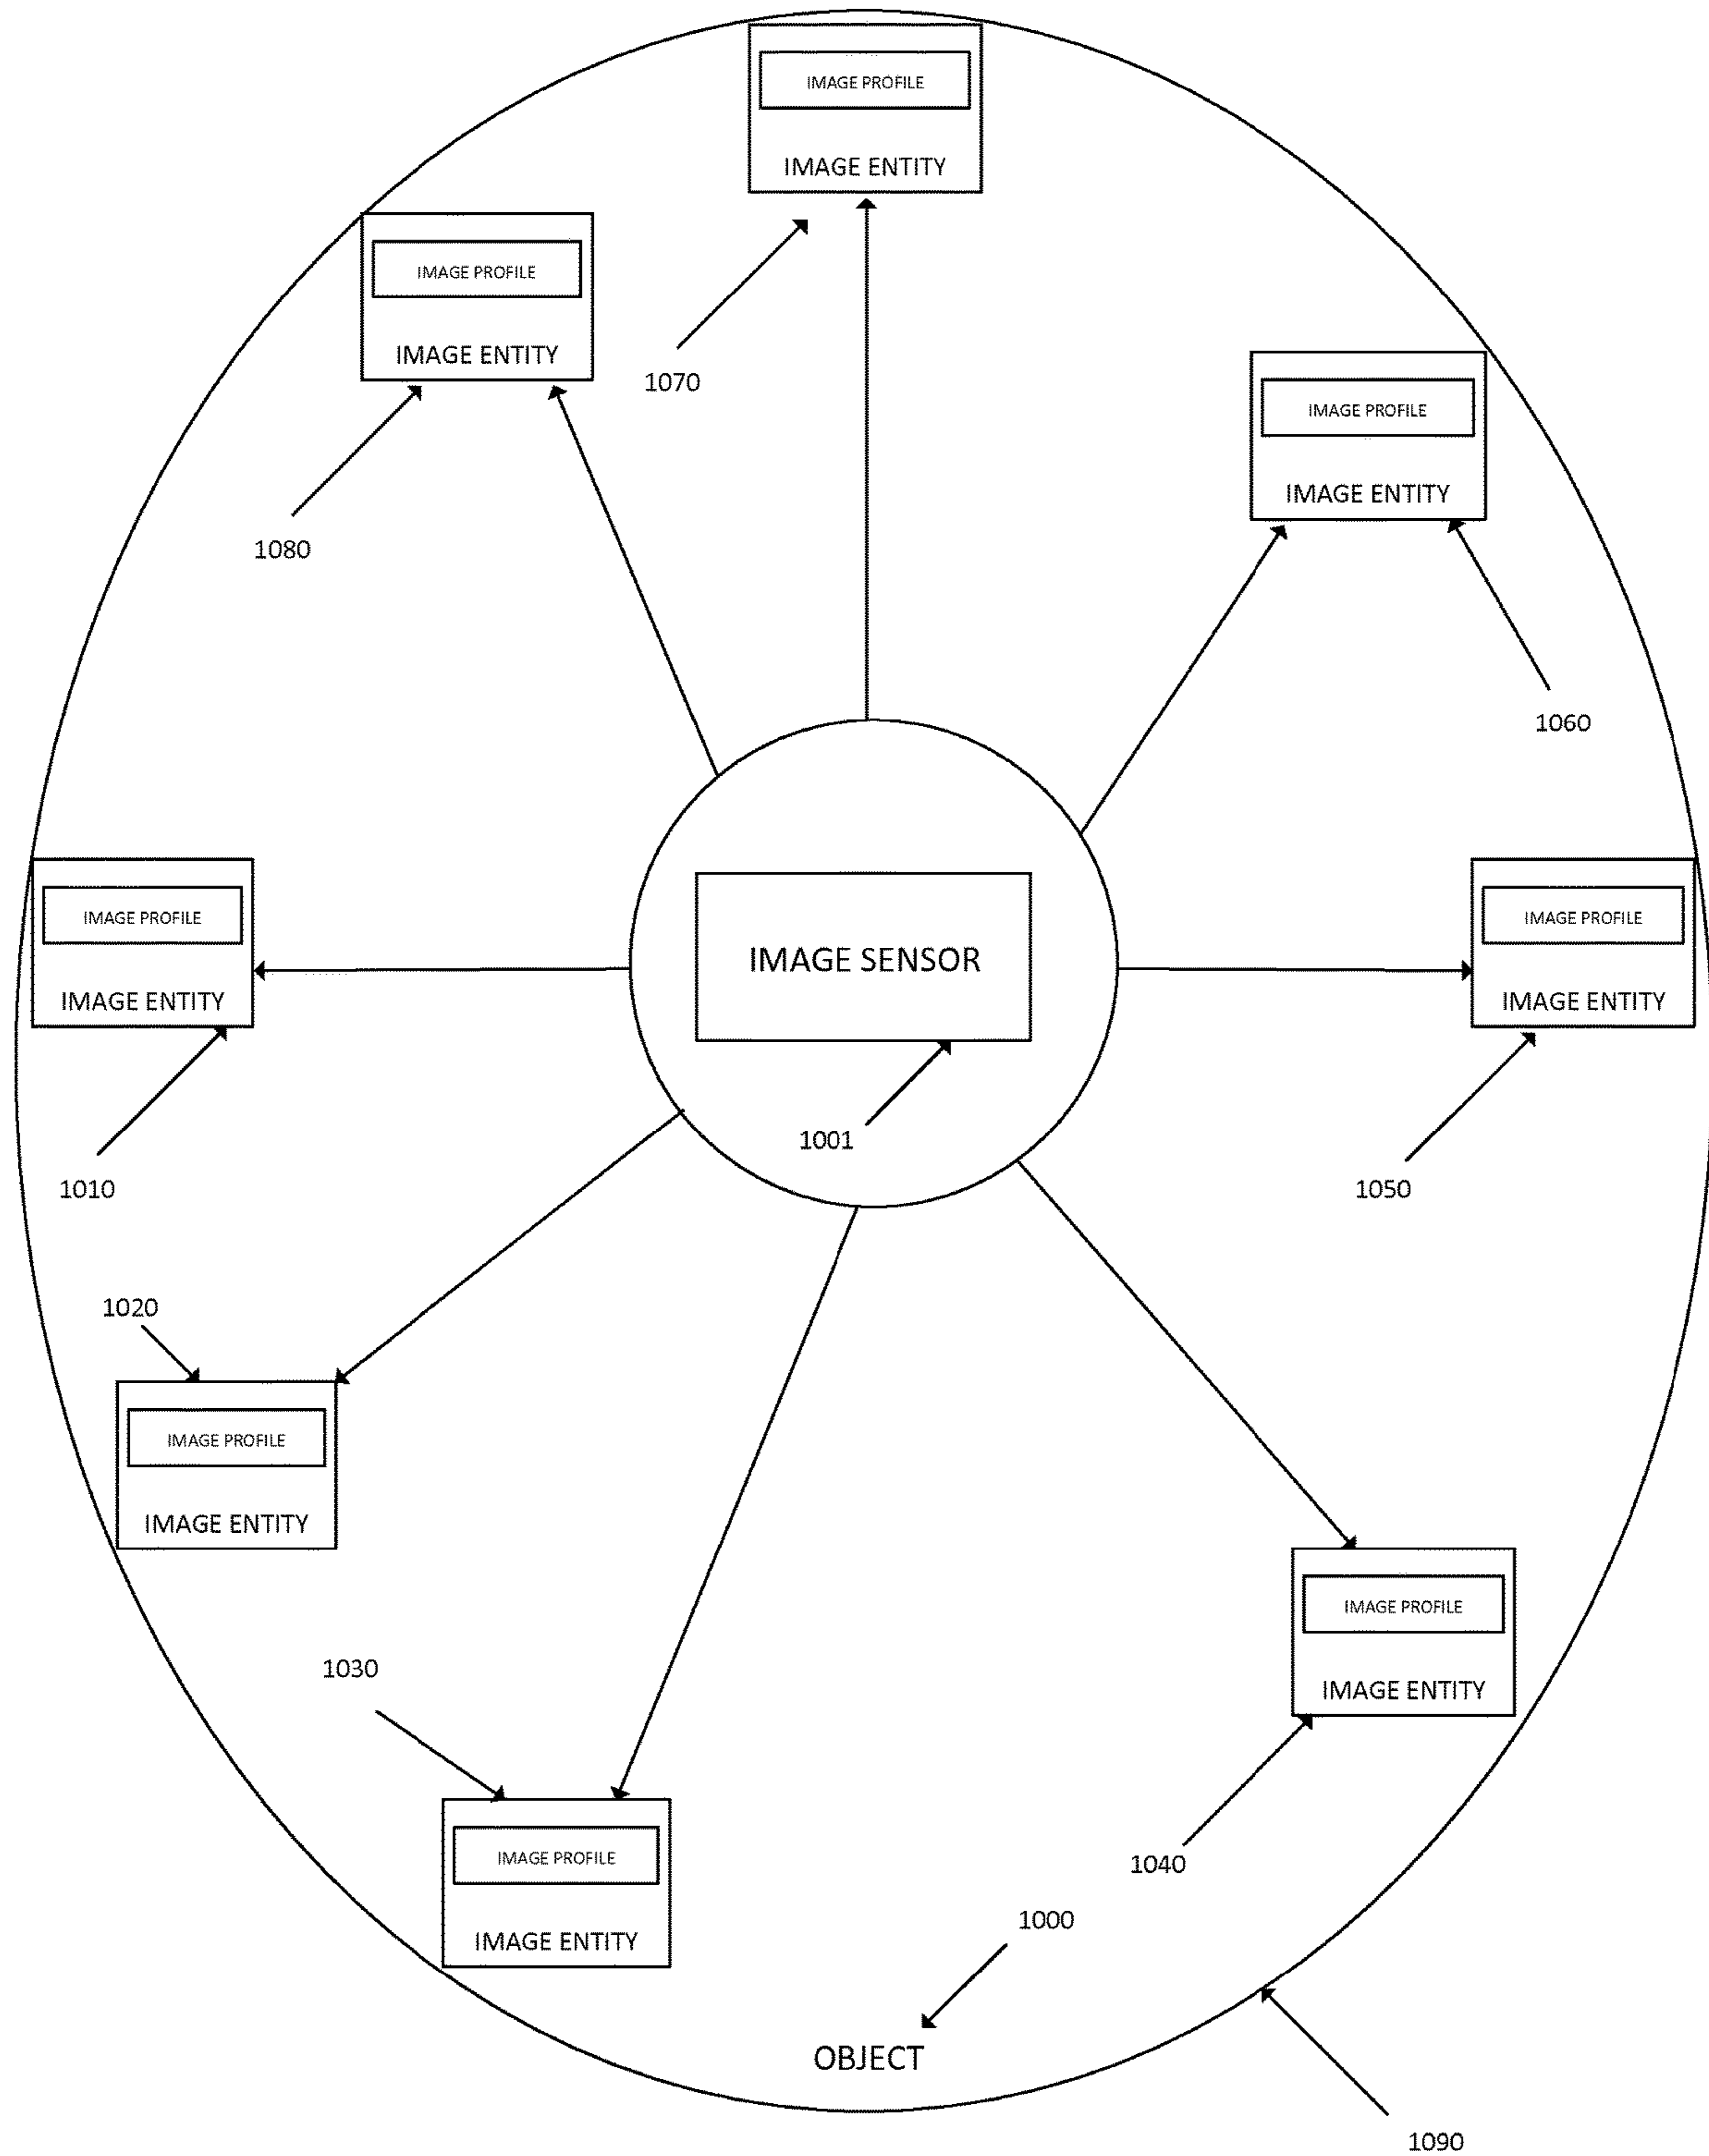 IMAGE PROFILE
IMAGE ENTITY
1070
IMAGE PROFILE
IMAGE ENTITY
1080
IMAGE PROFILE
IMAGE ENTITY
1060
IMAGE PROFILE
IMAGE ENTITY
1010
IMAGE SENSOR
1001
IMAGE PROFILE
IMAGE ENTITY
1050
1020
IMAGE PROFILE
IMAGE ENTITY
1030
IMAGE PROFILE
IMAGE ENTITY
IMAGE PROFILE
IMAGE ENTITY
1040
1000
OBJECT
1090